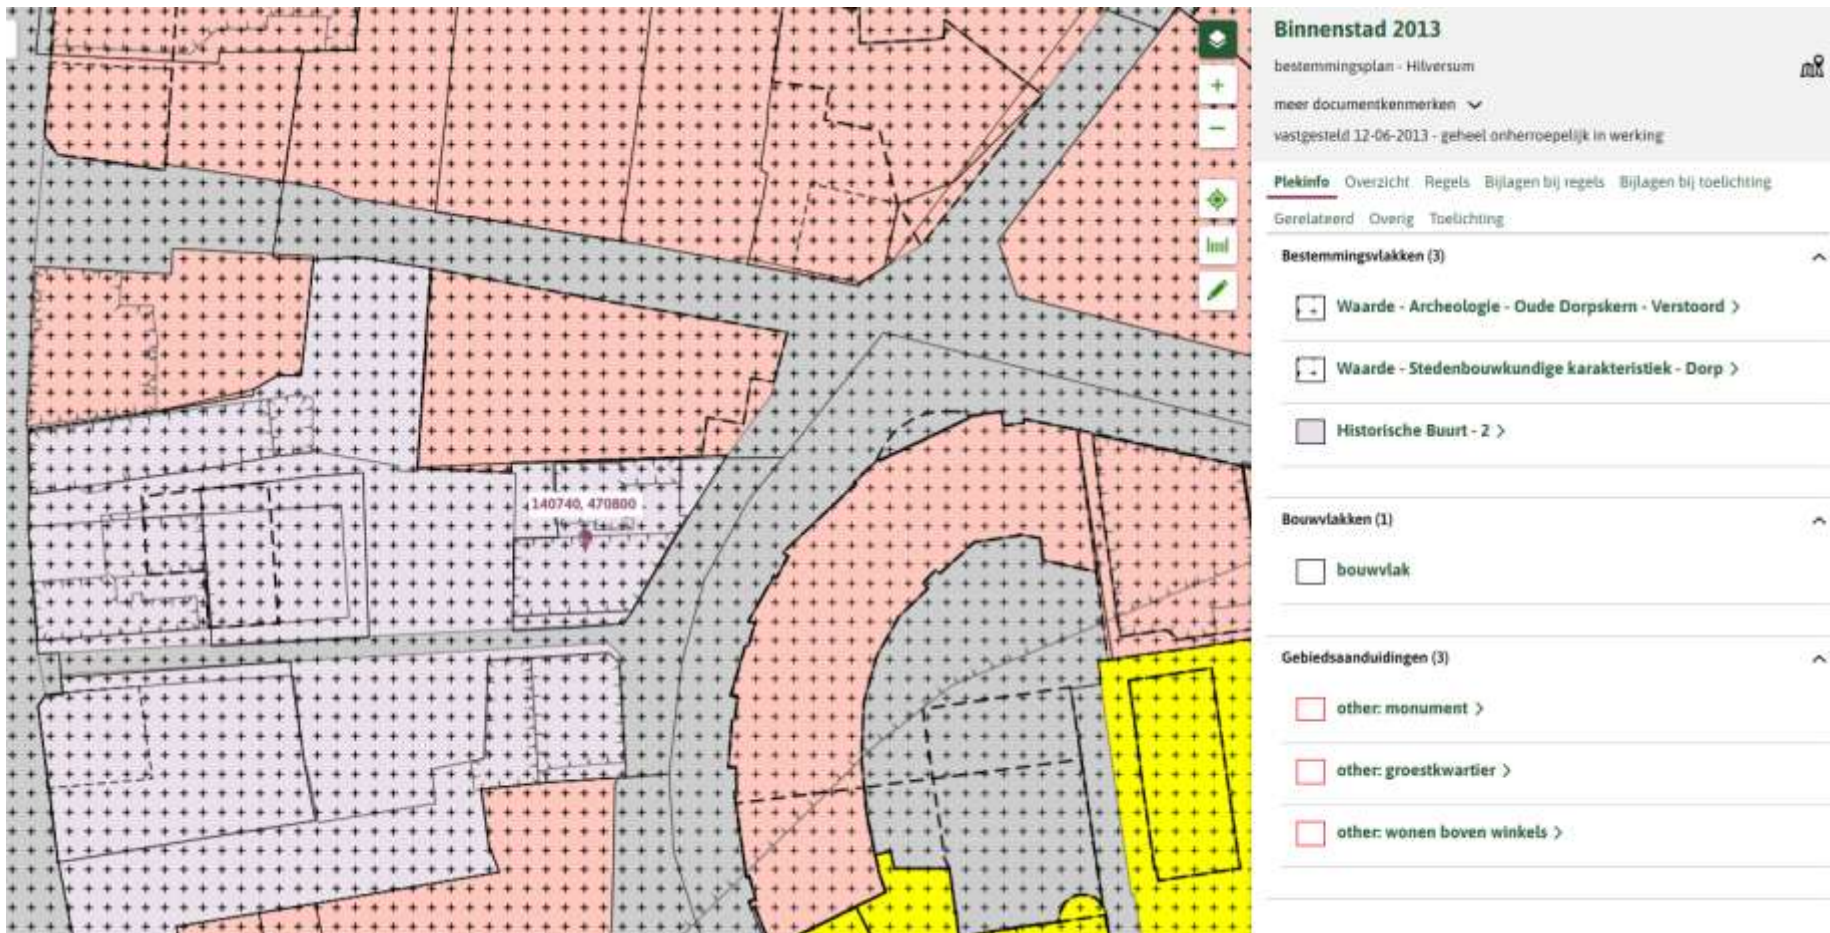 140740, 470800
Binnenstad 2013
bestemmingsplan - Hilversum
meer documentkenmerken
vastgesteld 12-06-2013 - geheel onherroepelijk in werking
Plekinfo Overzicht Regels Bijlagen bij regels Bijlagen bij toelichting
Gerelateerd Overig Toelichting
Bestemmingsvlakken (3)
Waarde - Archeologie - Oude Dorpskern - Verstoord >
Waarde - Stedenbouwkundige karakteristiek - Dorp >
Historische Buurt - 2 >
Bouwvlakken (1)
bouwvlak
Gebiedsaanduidingen (3)
other: monument >
other: groestkwartier >
other: wonen boven winkels >